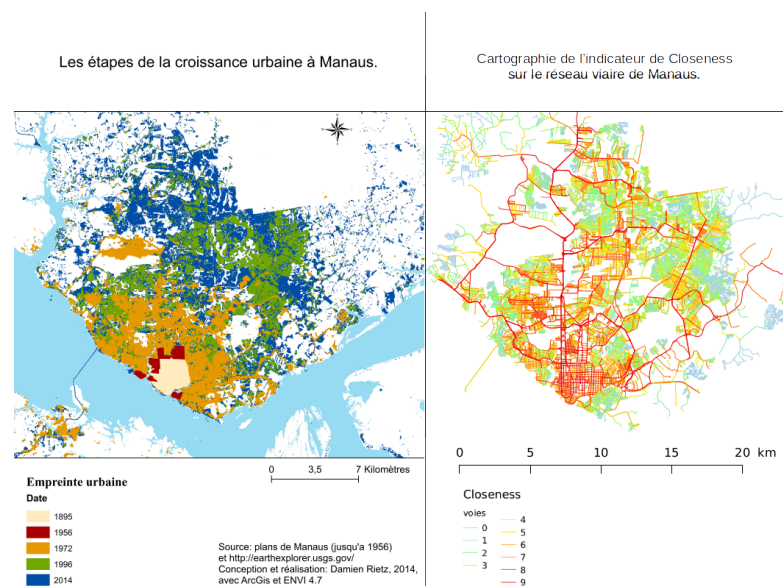 Les étapes de la croissance urbaine à Manaus.
Cartographie de l'indicateur de Closeness
sur le réseau viaire de Manaus.
0 3,5 7 Kilomètres
Empreinte urbaine
Date
1895
1956
1972
1996
2014
Source: plans de Manaus (jusqu'a 1956)
et http://earthexplorer.usgs.gov/
Conception et réalisation: Damien Rietz, 2014,
avec ArcGis et ENVI 4.7
0 5 10 15 20 km
Closeness
voies
0
1
2
3
4
5
6
7
8
9